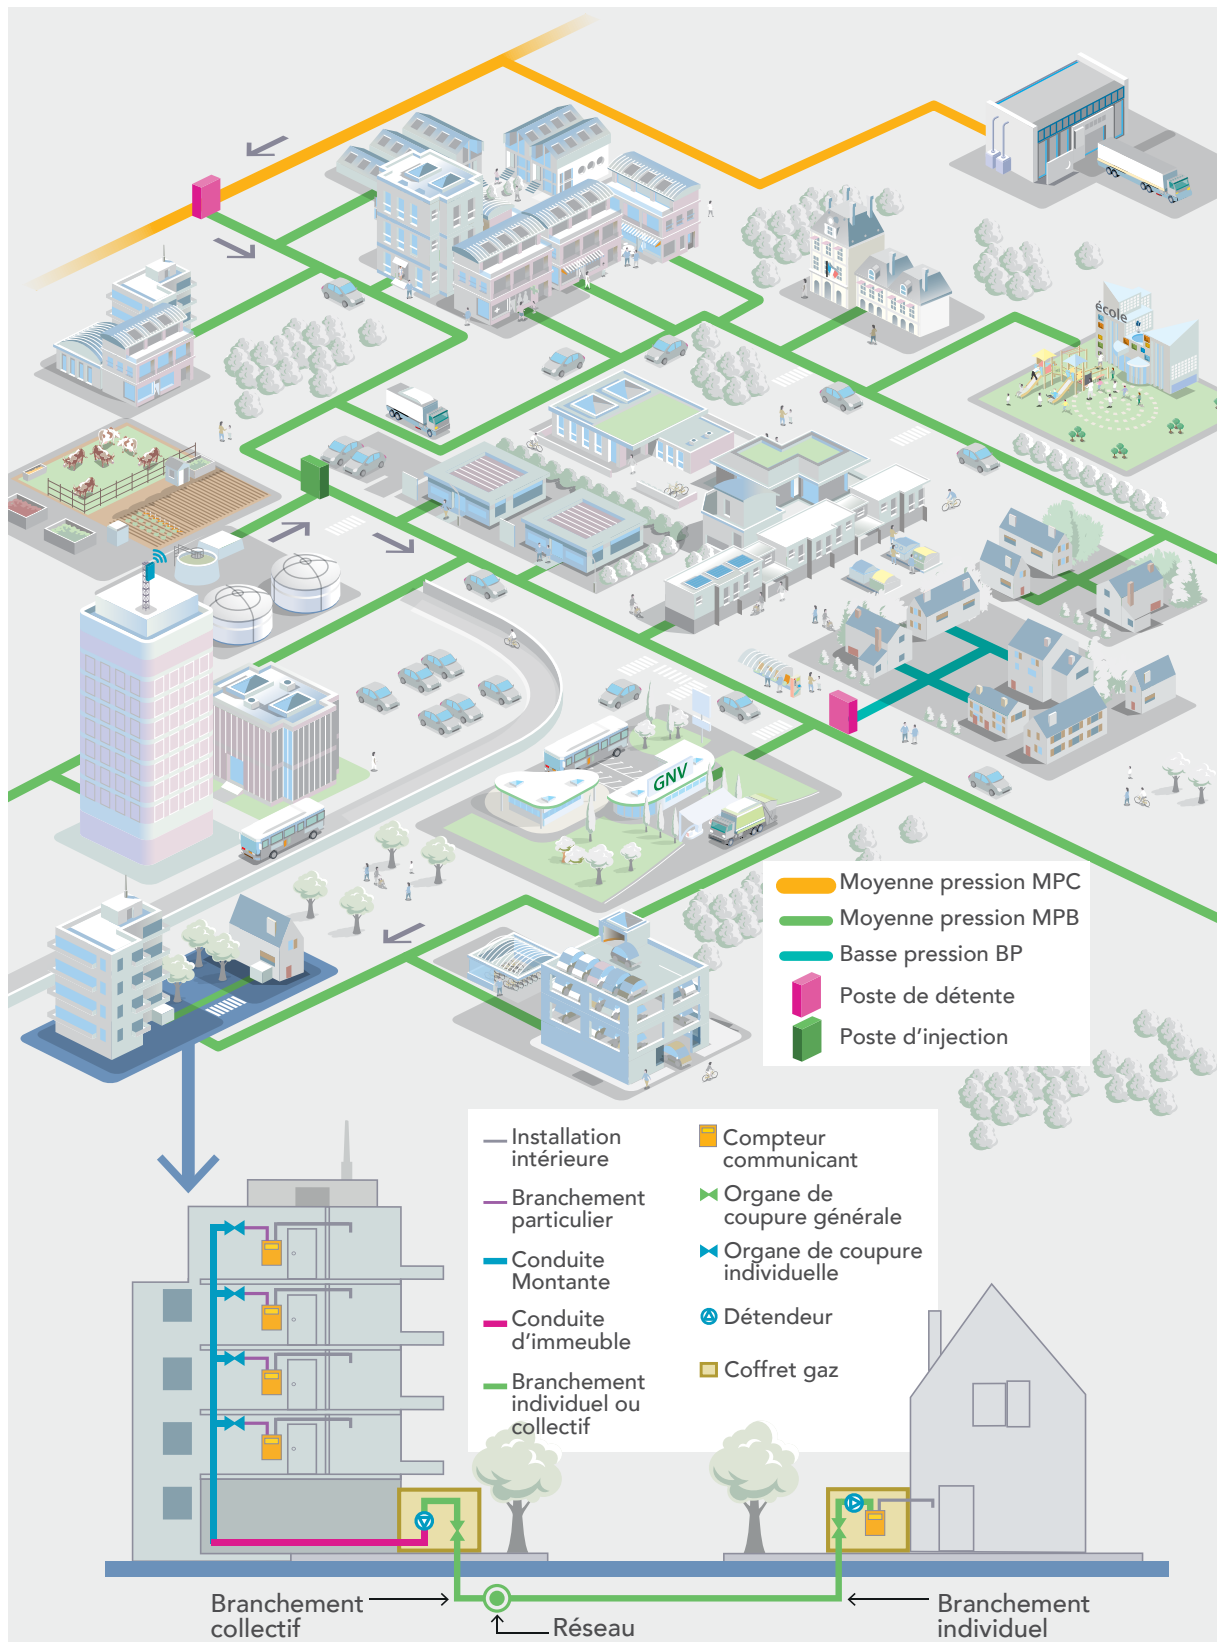 école
GNV
Moyenne pression MPC
Moyenne pression MPB
Basse pression BP
Poste de détente
Poste d'injection
Installation
intérieure
Branchement
particulier
Conduite
Montante
Conduite
d'immeuble
Branchement
individuel ou
collectif
Compteur
communicant
Organe de
coupure générale
Organe de coupure
individuelle
Détendeur
Coffret gaz
Branchement
collectif
Réseau
Branchement
individuel